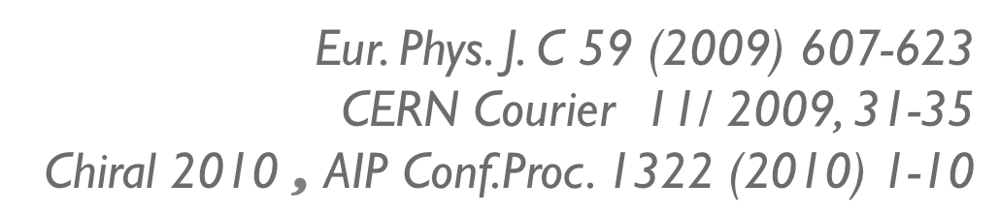 Eur. Phys. J. C 59 (2009) 607-623
CERN Courier 11/ 2009, 31-35
Chiral 2010 , AIP Conf.Proc. 1322 (2010) 1-10